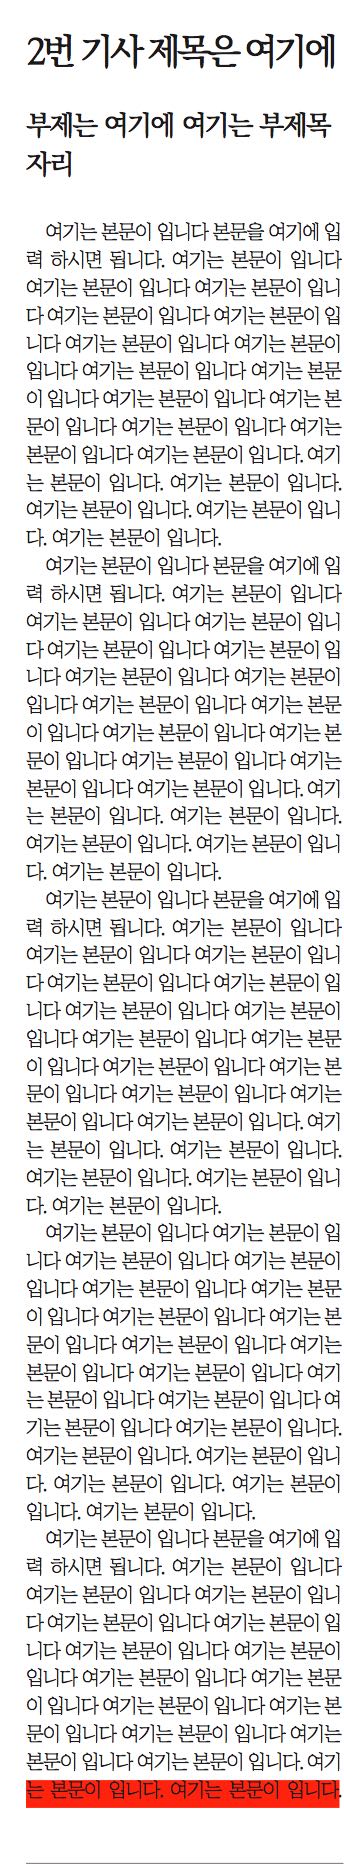 2번 기사 제목은 여기에
부제는 여기에 여기는 부제목
자리
여기는 본문이 입니다 본문을 여기에 입
력 하시면 됩니다. 여기는 본문이 입니다
여기는 본문이 입니다 여기는 본문이 입니
다 여기는 본문이 입니다 여기는 본문이 입
니다 여기는 본문이 입니다 여기는 본문이
입니다 여기는 본문이 입니다 여기는 본문
이 입니다 여기는 본문이 입니다 여기는 본
문이 입니다 여기는 본문이 입니다 여기는
본문이 입니다 여기는 본문이 입니다. 여기
는 본문이 입니다. 여기는 본문이 입니다.
여기는 본문이 입니다. 여기는 본문이 입니
다. 여기는 본문이 입니다.
여기는 본문이 입니다 본문을 여기에 입
력 하시면 됩니다. 여기는 본문이 입니다
여기는 본문이 입니다 여기는 본문이 입니
다 여기는 본문이 입니다 여기는 본문이 입
니다 여기는 본문이 입니다 여기는 본문이
입니다 여기는 본문이 입니다 여기는 본문
이 입니다 여기는 본문이 입니다 여기는 본
문이 입니다 여기는 본문이 입니다 여기는
본문이 입니다 여기는 본문이 입니다. 여기
는 본문이 입니다. 여기는 본문이 입니다.
여기는 본문이 입니다. 여기는 본문이 입니
다. 여기는 본문이 입니다.
여기는 본문이 입니다 본문을 여기에 입
력 하시면 됩니다. 여기는 본문이 입니다
여기는 본문이 입니다 여기는 본문이 입니
다 여기는 본문이 입니다 여기는 본문이 입
니다 여기는 본문이 입니다 여기는 본문이
입니다 여기는 본문이 입니다 여기는 본문
이 입니다 여기는 본문이 입니다 여기는 본
문이 입니다 여기는 본문이 입니다 여기는
본문이 입니다 여기는 본문이 입니다. 여기
는 본문이 입니다. 여기는 본문이 입니다.
여기는 본문이 입니다. 여기는 본문이 입니
다. 여기는 본문이 입니다.
여기는 본문이 입니다 여기는 본문이 입
니다 여기는 본문이 입니다 여기는 본문이
입니다 여기는 본문이 입니다 여기는 본문
이 입니다 여기는 본문이 입니다 여기는 본
문이 입니다 여기는 본문이 입니다 여기는
본문이 입니다 여기는 본문이 입니다 여기
는 본문이 입니다 여기는 본문이 입니다 여
기는 본문이 입니다 여기는 본문이 입니다.
여기는 본문이 입니다. 여기는 본문이 입니
다. 여기는 본문이 입니다. 여기는 본문이
입니다. 여기는 본문이 입니다.
여기는 본문이 입니다 본문을 여기에 입
력 하시면 됩니다. 여기는 본문이 입니다
여기는 본문이 입니다 여기는 본문이 입니
다 여기는 본문이 입니다 여기는 본문이 입
니다 여기는 본문이 입니다 여기는 본문이
입니다 여기는 본문이 입니다 여기는 본문
이 입니다 여기는 본문이 입니다 여기는 본
문이 입니다 여기는 본문이 입니다 여기는
본문이 입니다 여기는 본문이 입니다. 여기
는 본문이 입니다. 여기는 본문이 입니다.